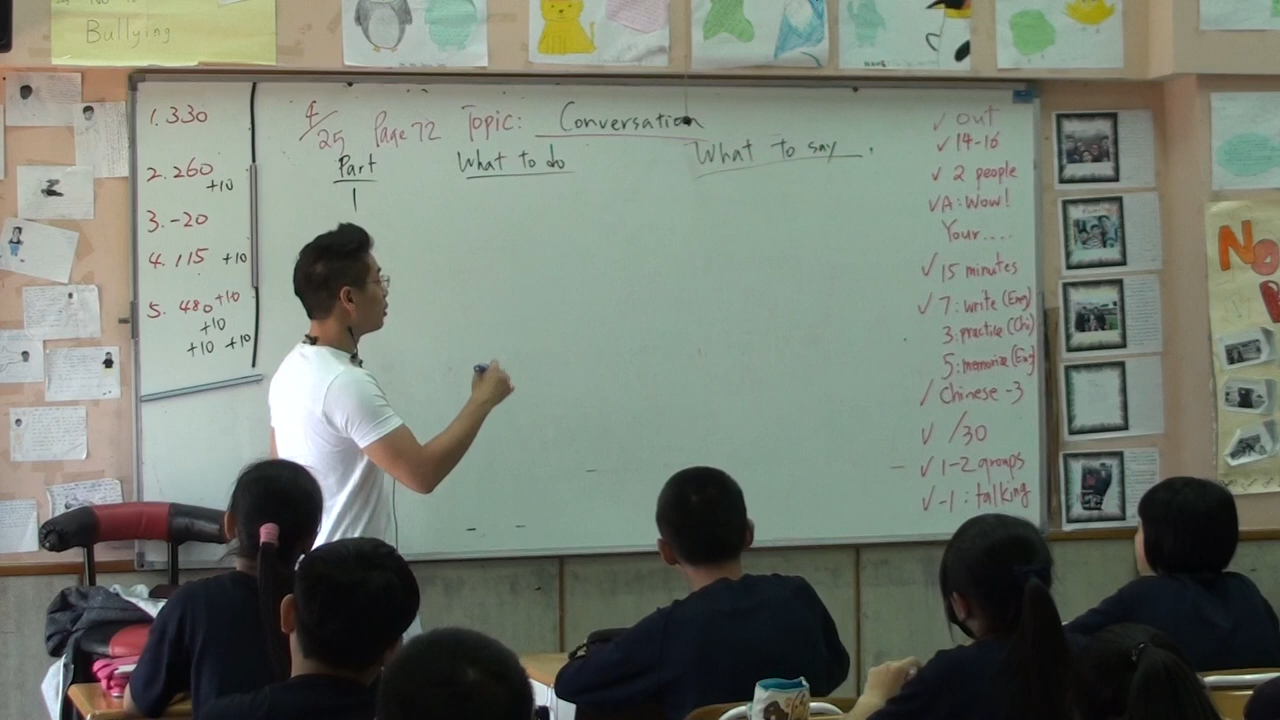 Bullying
1. 330
2. 260
+10
3. -20
4. 115 +10
5. 480 +10
+10
+10 +10
4/25 Page 72 Topic: Conversation
Part What to do What to say.
1
✓ out
✓ 14-16
✓ 2 people
✓ A: Wow!
Your....
✓ 15 minutes
✓ 7: write (Eng)
3: practice (Chi)
5: memorize (Eng)
/ Chinese -3
✓ /30
- ✓ 1-2 groups
✓ -1: talking
No